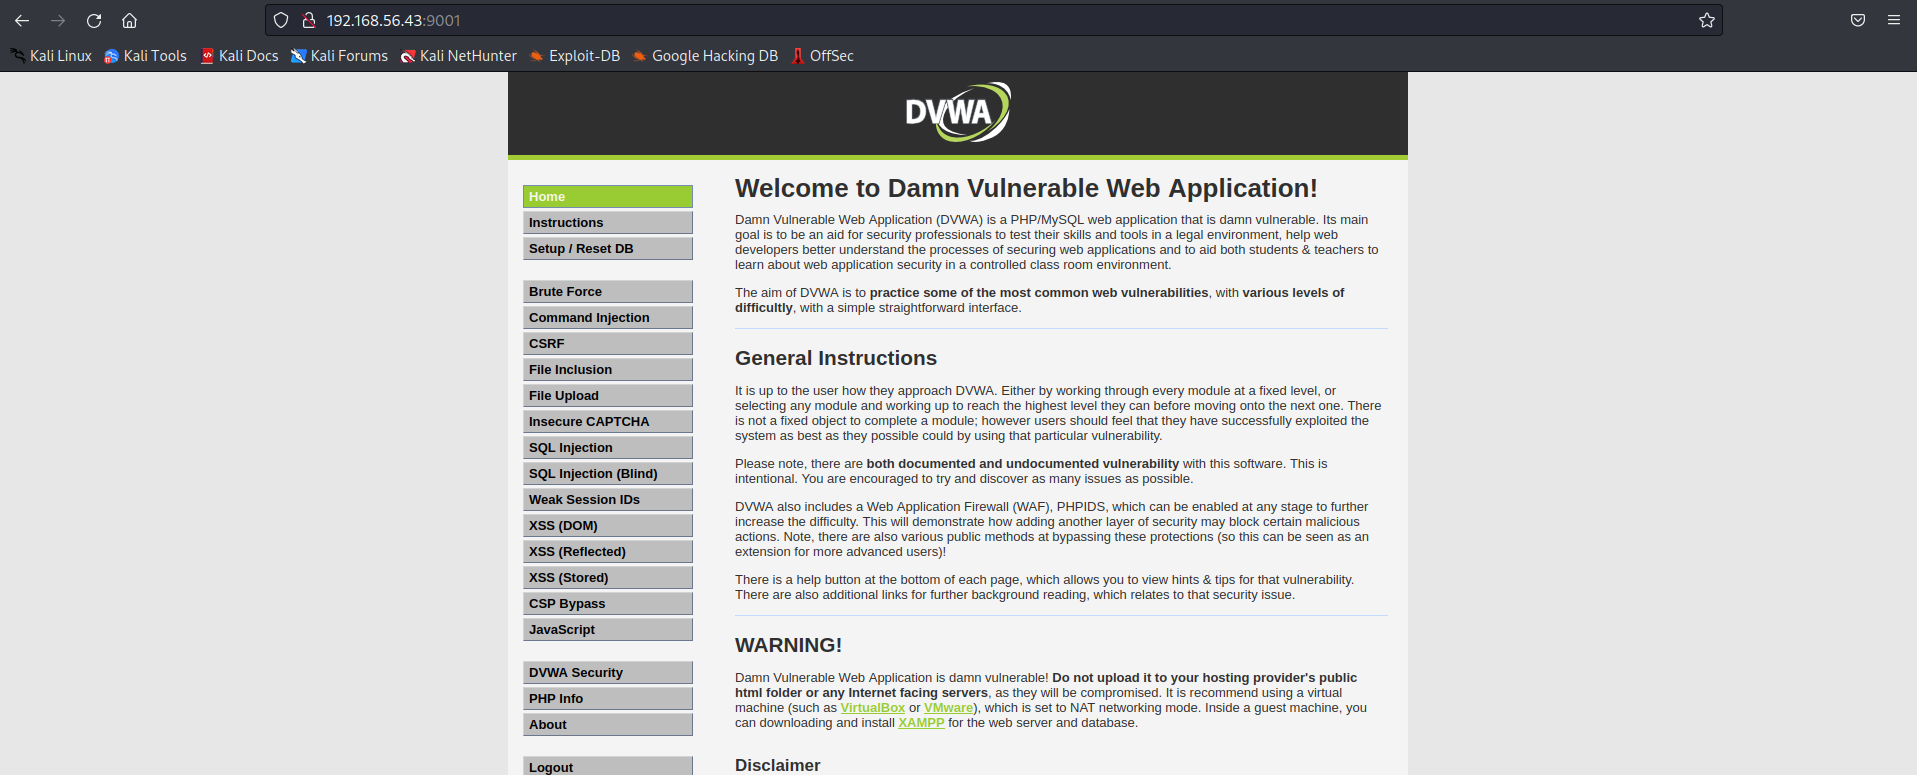 192.168.56.43:9001
Kali Linux Kali Tools Kali Docs Kali Forums Kali NetHunter Exploit-DB Google Hacking DB OffSec
DVWA
Home
Instructions
Setup / Reset DB
Brute Force
Command Injection
CSRF
File Inclusion
File Upload
Insecure CAPTCHA
SQL Injection
SQL Injection (Blind)
Weak Session IDs
XSS (DOM)
XSS (Reflected)
XSS (Stored)
CSP Bypass
JavaScript
DVWA Security
PHP Info
About
Logout
Welcome to Damn Vulnerable Web Application!
Damn Vulnerable Web Application (DVWA) is a PHP/MySQL web application that is damn vulnerable. Its main
goal is to be an aid for security professionals to test their skills and tools in a legal environment, help web
developers better understand the processes of securing web applications and to aid both students & teachers to
learn about web application security in a controlled class room environment.
The aim of DVWA is to practice some of the most common web vulnerabilities, with various levels of
difficultly, with a simple straightforward interface.
General Instructions
It is up to the user how they approach DVWA. Either by working through every module at a fixed level, or
selecting any module and working up to reach the highest level they can before moving onto the next one. There
is not a fixed object to complete a module; however users should feel that they have successfully exploited the
system as best as they possible could by using that particular vulnerability.
Please note, there are both documented and undocumented vulnerability with this software. This is
intentional. You are encouraged to try and discover as many issues as possible.
DVWA also includes a Web Application Firewall (WAF), PHPIDS, which can be enabled at any stage to further
increase the difficulty. This will demonstrate how adding another layer of security may block certain malicious
actions. Note, there are also various public methods at bypassing these protections (so this can be seen as an
extension for more advanced users)!
There is a help button at the bottom of each page, which allows you to view hints & tips for that vulnerability.
There are also additional links for further background reading, which relates to that security issue.
WARNING!
Damn Vulnerable Web Application is damn vulnerable! Do not upload it to your hosting provider's public
html folder or any Internet facing servers, as they will be compromised. It is recommend using a virtual
machine (such as VirtualBox or VMware), which is set to NAT networking mode. Inside a guest machine, you
can downloading and install XAMPP for the web server and database.
Disclaimer